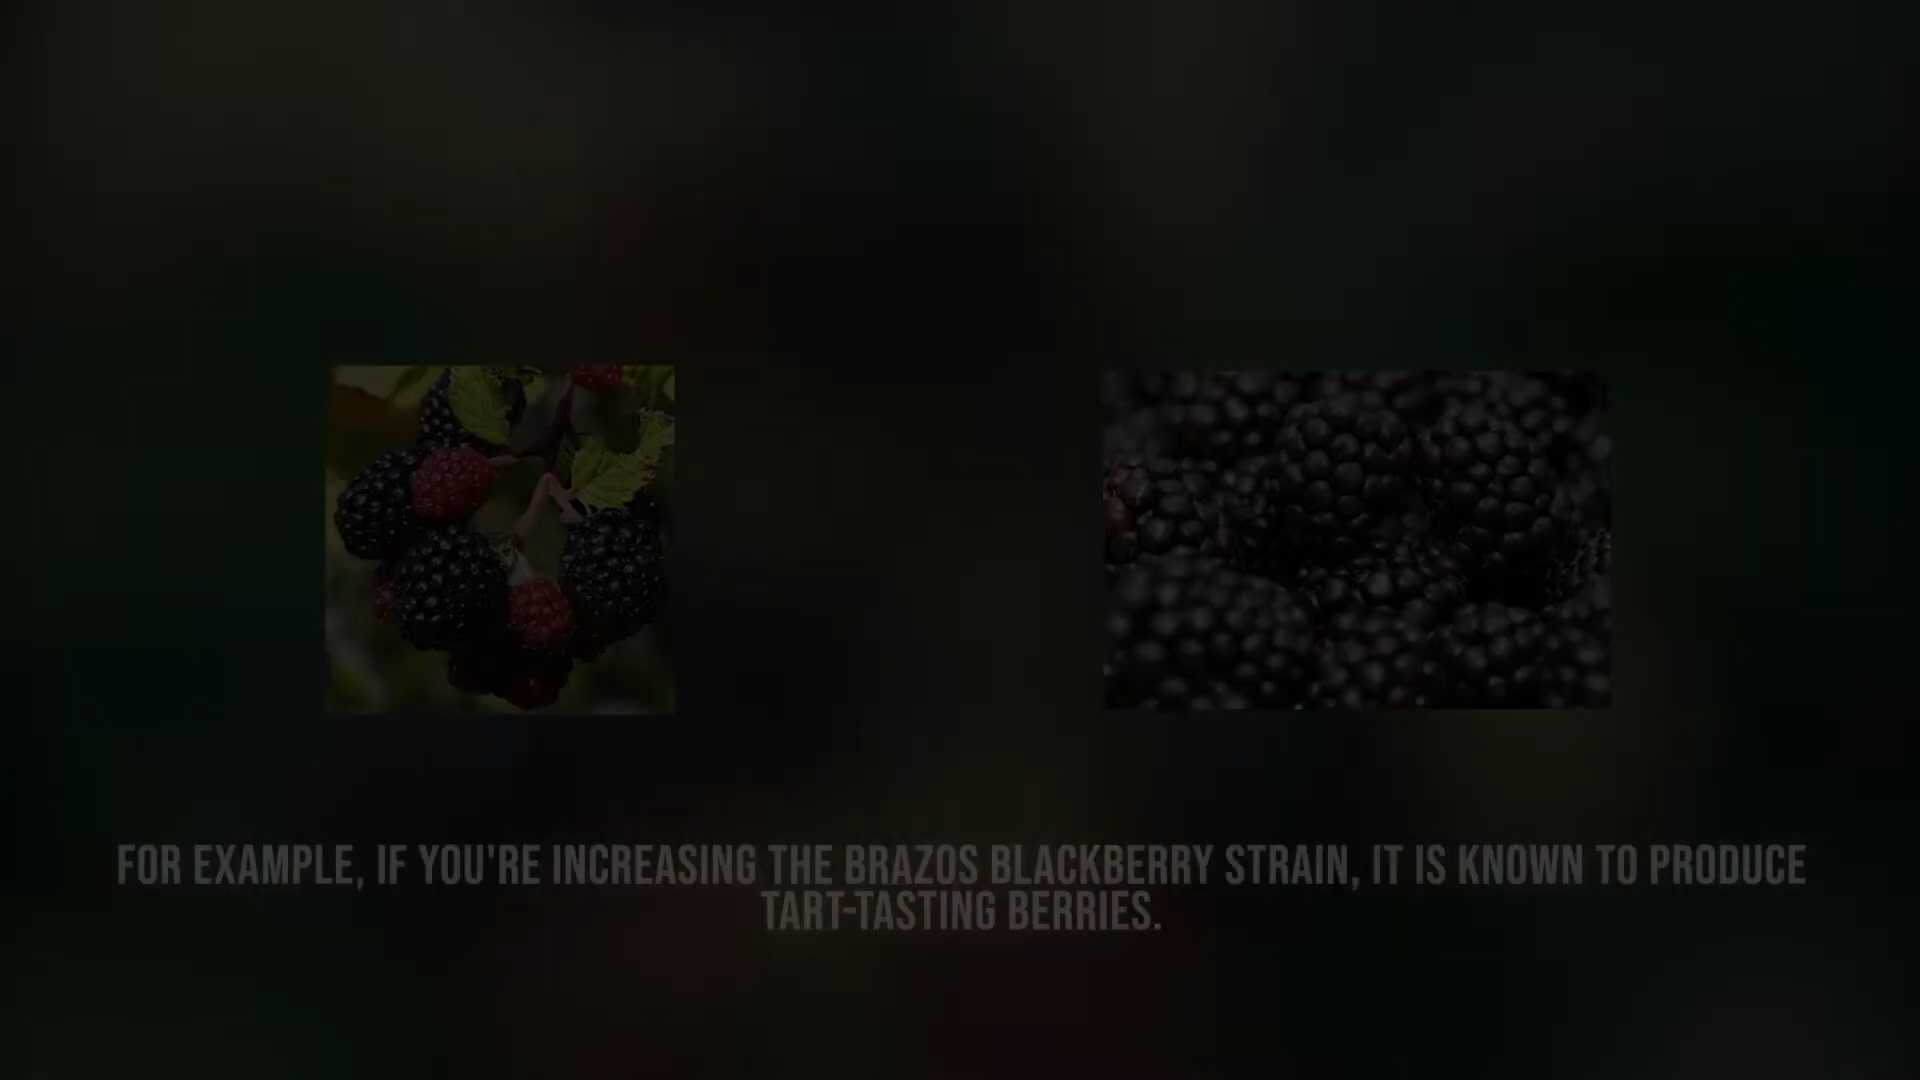 FOR EXAMPLE, IF YOU'RE INCREASING THE BRAZOS BLACKBERRY STRAIN, IT IS KNOWN TO PRODUCE
TART-TASTING BERRIES.